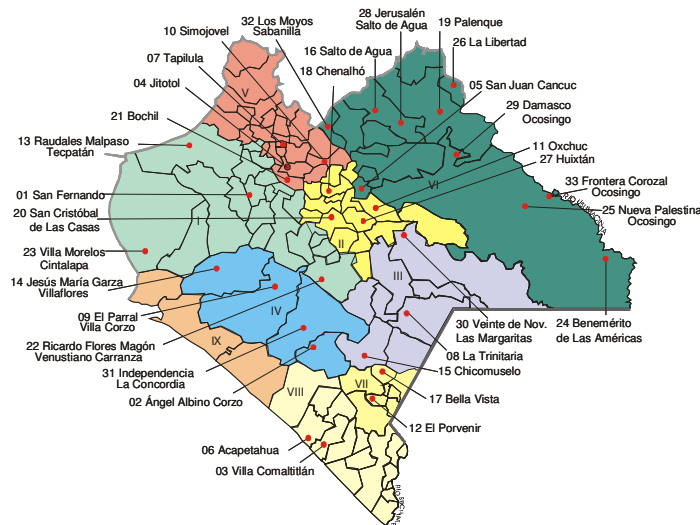 32 Los Moyos
Sabanilla
28 Jerusalén
Salto de Agua
19 Palenque
10 Simojovel
16 Salto de Agua
26 La Libertad
07 Tapilula
18 Chenalhó
04 Jitotol
05 San Juan Cancuc
21 Bochil
29 Damasco
Ocosingo
13 Raudales Malpaso
Tecpatán
11 Oxchuc
27 Huixtán
01 San Fernando
33 Frontera Corozal
Ocosingo
20 San Cristóbal
de Las Casas
25 Nueva Palestina
Ocosingo
23 Villa Morelos
Cintalapa
14 Jesús María Garza
Villaflores
09 El Parral
Villa Corzo
30 Veinte de Nov.
Las Margaritas
24 Benemérito
de Las Américas
22 Ricardo Flores Magón
Venustiano Carranza
08 La Trinitaria
31 Independencia
La Concordia
15 Chicomuselo
02 Ángel Albino Corzo
17 Bella Vista
12 El Porvenir
06 Acapetahua
03 Villa Comaltitlán
V
VI
I
II
III
IV
IX
VII
VIII